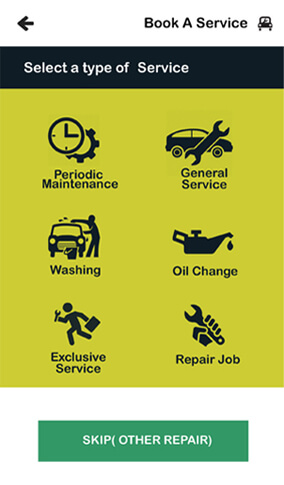 Book A Service
Select a type of Service
Periodic
Maintenance
General
Service
Washing
Oil Change
Exclusive
Service
Repair Job
SKIP( OTHER REPAIR)